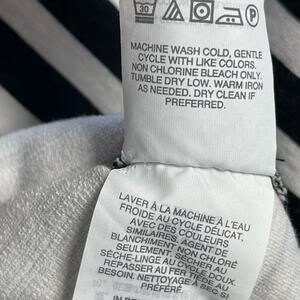 30
P
MACHINE WASH COLD, GENTLE
CYCLE WITH LIKE COLORS.
NON CHLORINE BLEACH ONLY.
TUMBLE DRY LOW. WARM IRON
AS NEEDED. DRY CLEAN IF
PREFERRED.
LAVER À LA MACHINE À L'EAU
FROIDE AU CYCLE DÉLICAT,
AVEC DES COULEURS
SIMILAIRES. AGENT DE
BLANCHIMENT NON CHLORÉ
SEULEMENT. SÉCHER AU
SÈCHE-LINGE AU CYCLE DOUX.
REPASSER AU FER TIÈDE AU
BESOIN. NETTOYAGE À SEC SI
PRÉFÉRÉ.